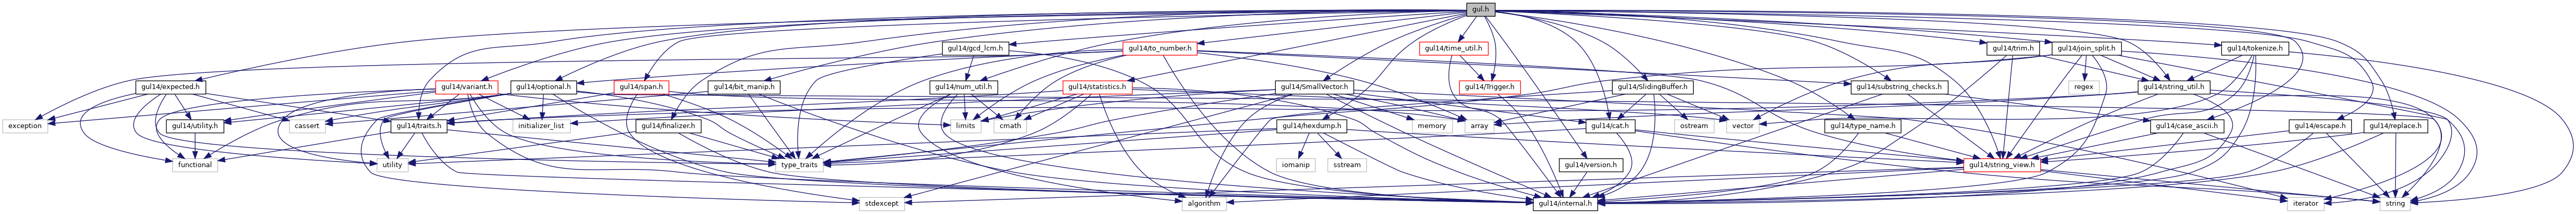 gul.h
gul14/gcd_lcm.h
gul14/to_number.h
gul14/time_util.h
gul14/trim.h
gul14/join_split.h
gul14/tokenize.h
gul14/expected.h
gul14/variant.h
gul14/optional.h
gul14/span.h
gul14/bit_manip.h
gul14/num_util.h
gul14/statistics.h
gul14/SmallVector.h
gul14/Trigger.h
gul14/SlidingBuffer.h
gul14/substring_checks.h
regex
gul14/string_util.h
exception
gul14/utility.h
cassert
gul14/traits.h
initializer_list
gul14/finalizer.h
limits
cmath
gul14/hexdump.h
memory
array
gul14/cat.h
ostream
vector
gul14/type_name.h
gul14/case_ascii.h
gul14/escape.h
gul14/replace.h
functional
utility
type_traits
iomanip
sstream
gul14/version.h
gul14/string_view.h
stdexcept
algorithm
gul14/internal.h
iterator
string